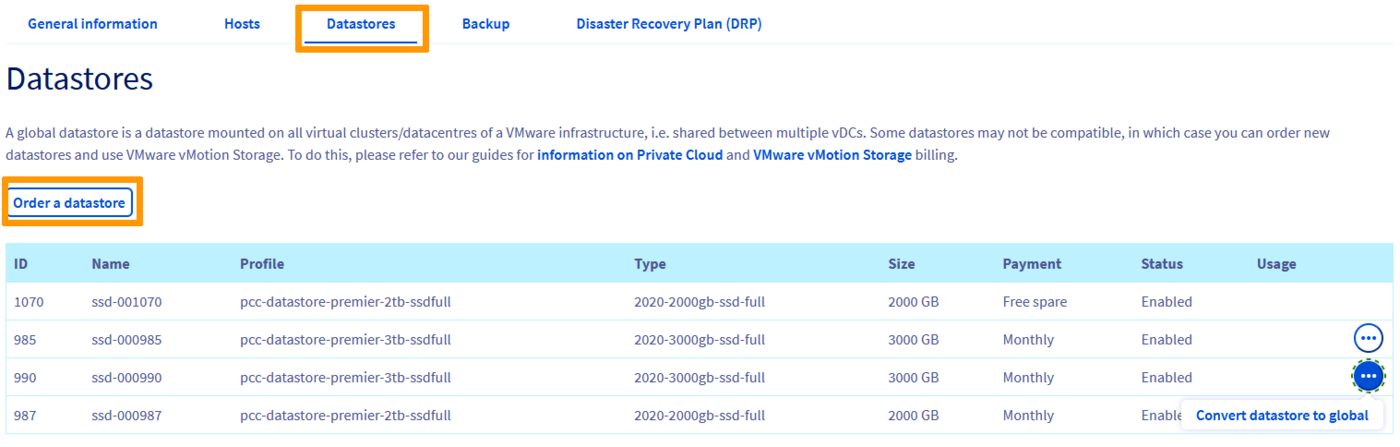 General information Hosts Datastores Backup Disaster Recovery Plan (DRP)
Datastores
A global datastore is a datastore mounted on all virtual clusters/datacentres of a VMware infrastructure, i.e. shared between multiple vDCs. Some datastores may not be compatible, in which case you can order new
datastores and use VMware vMotion Storage. To do this, please refer to our guides for information on Private Cloud and VMware vMotion Storage billing.
Order a datastore
ID Name Profile Type Size Payment Status Usage
1070 ssd-001070 pcc-datastore-premier-2tb-ssdfull 2020-2000gb-ssd-full 2000 GB Free spare Enabled
985 ssd-000985 pcc-datastore-premier-3tb-ssdfull 2020-3000gb-ssd-full 3000 GB Monthly Enabled
990 ssd-000990 pcc-datastore-premier-3tb-ssdfull 2020-3000gb-ssd-full 3000 GB Monthly Enabled
987 ssd-000987 pcc-datastore-premier-2tb-ssdfull 2020-2000gb-ssd-full 2000 GB Monthly Enable
Convert datastore to global